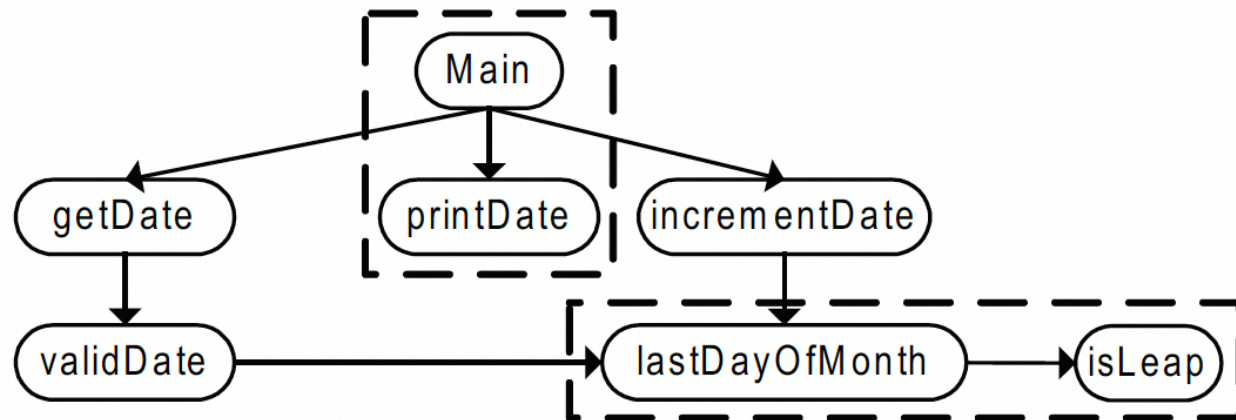 Main
getDate
printDate
incrementDate
validDate
lastDayOfMonth
isLeap